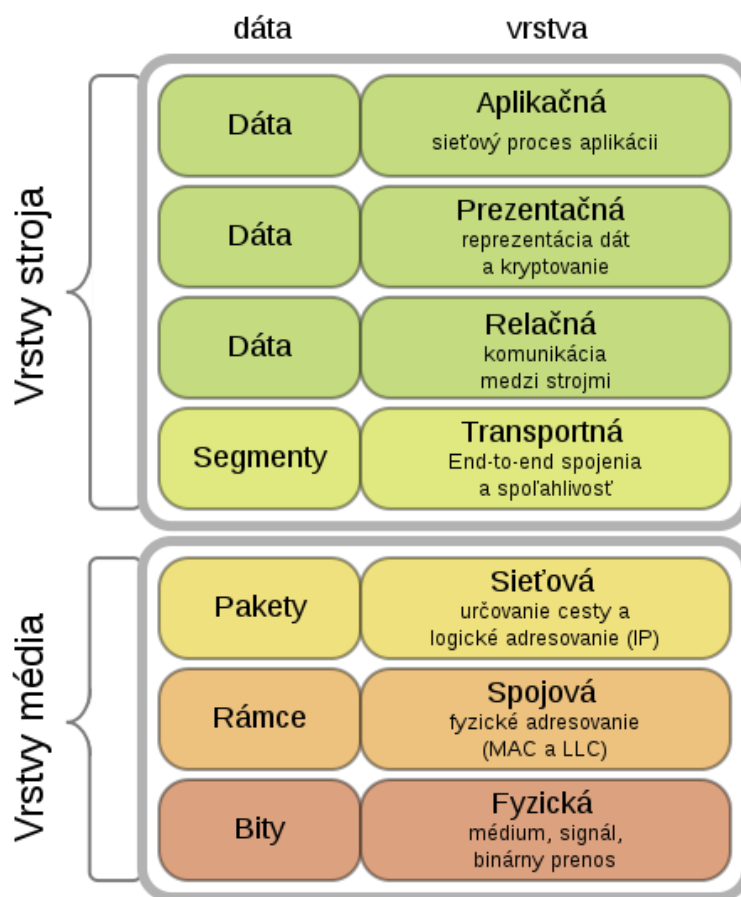 dáta vrstva
Vrstvy stroja
Dáta
Aplikačná
sieťový proces aplikácii
Dáta
Prezentačná
reprezentácia dát
a kryptovanie
Dáta
Relačná
komunikácia
medzi strojmi
Segmenty
Transportná
End-to-end spojenia
a spoľahlivosť
Vrstvy média
Pakety
Sieťová
určovanie cesty a
logické adresovanie (IP)
Rámce
Spojová
fyzické adresovanie
(MAC a LLC)
Bity
Fyzická
médium, signál,
binárny prenos